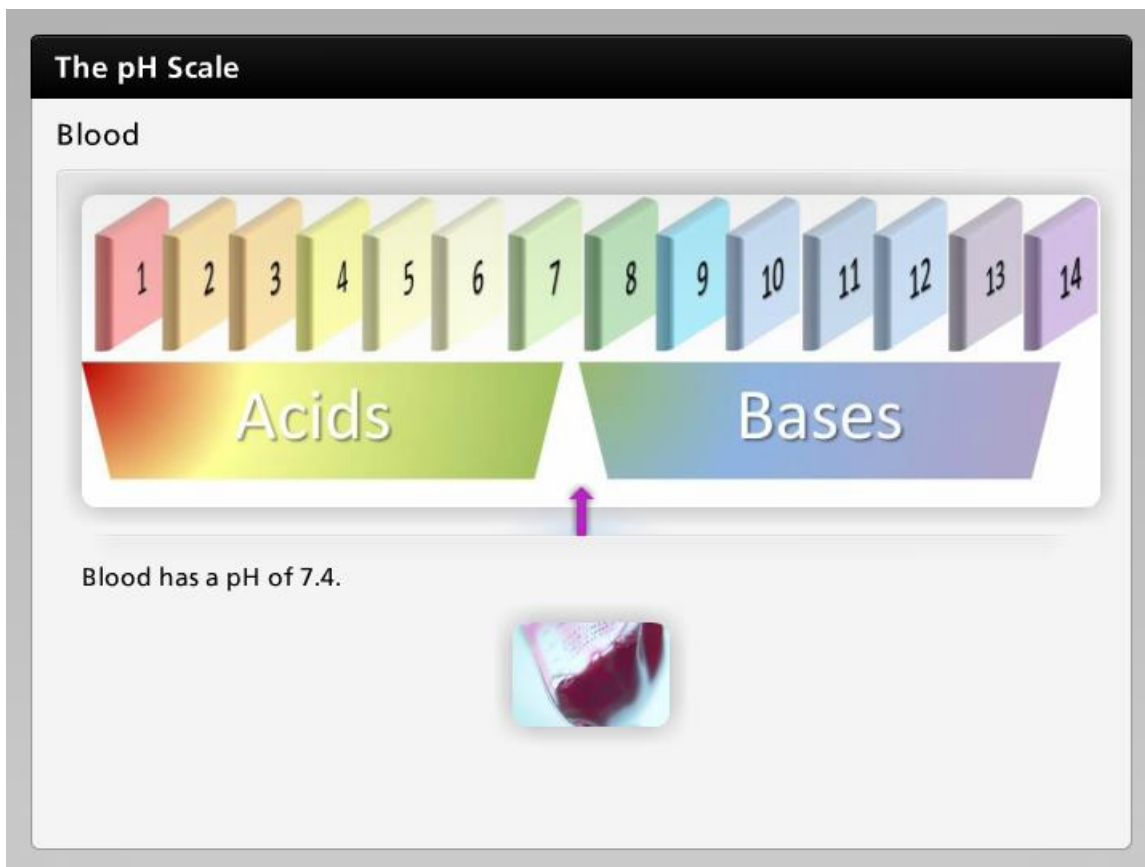 The pH Scale
Blood
1 2 3 4 5 6 7 8 9 10 11 12 13 14
Acids Bases
Blood has a pH of 7.4.